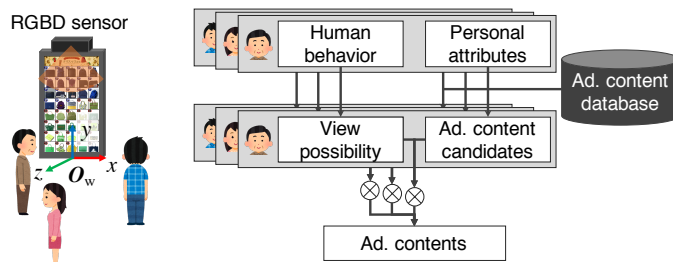 RGBD sensor
y
z
O_w
x
Human
behavior
Personal
attributes
Ad. content
database
View
possibility
Ad. content
candidates
Ad. contents